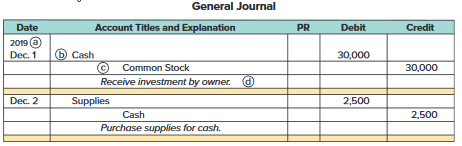 General Journal
Date Account Titles and Explanation PR Debit Credit
2019 ⓐ
Dec. 1 ⓑ Cash 30,000
ⓒ Common Stock 30,000
Receive investment by owner. ⓓ
Dec. 2 Supplies 2,500
Cash 2,500
Purchase supplies for cash.